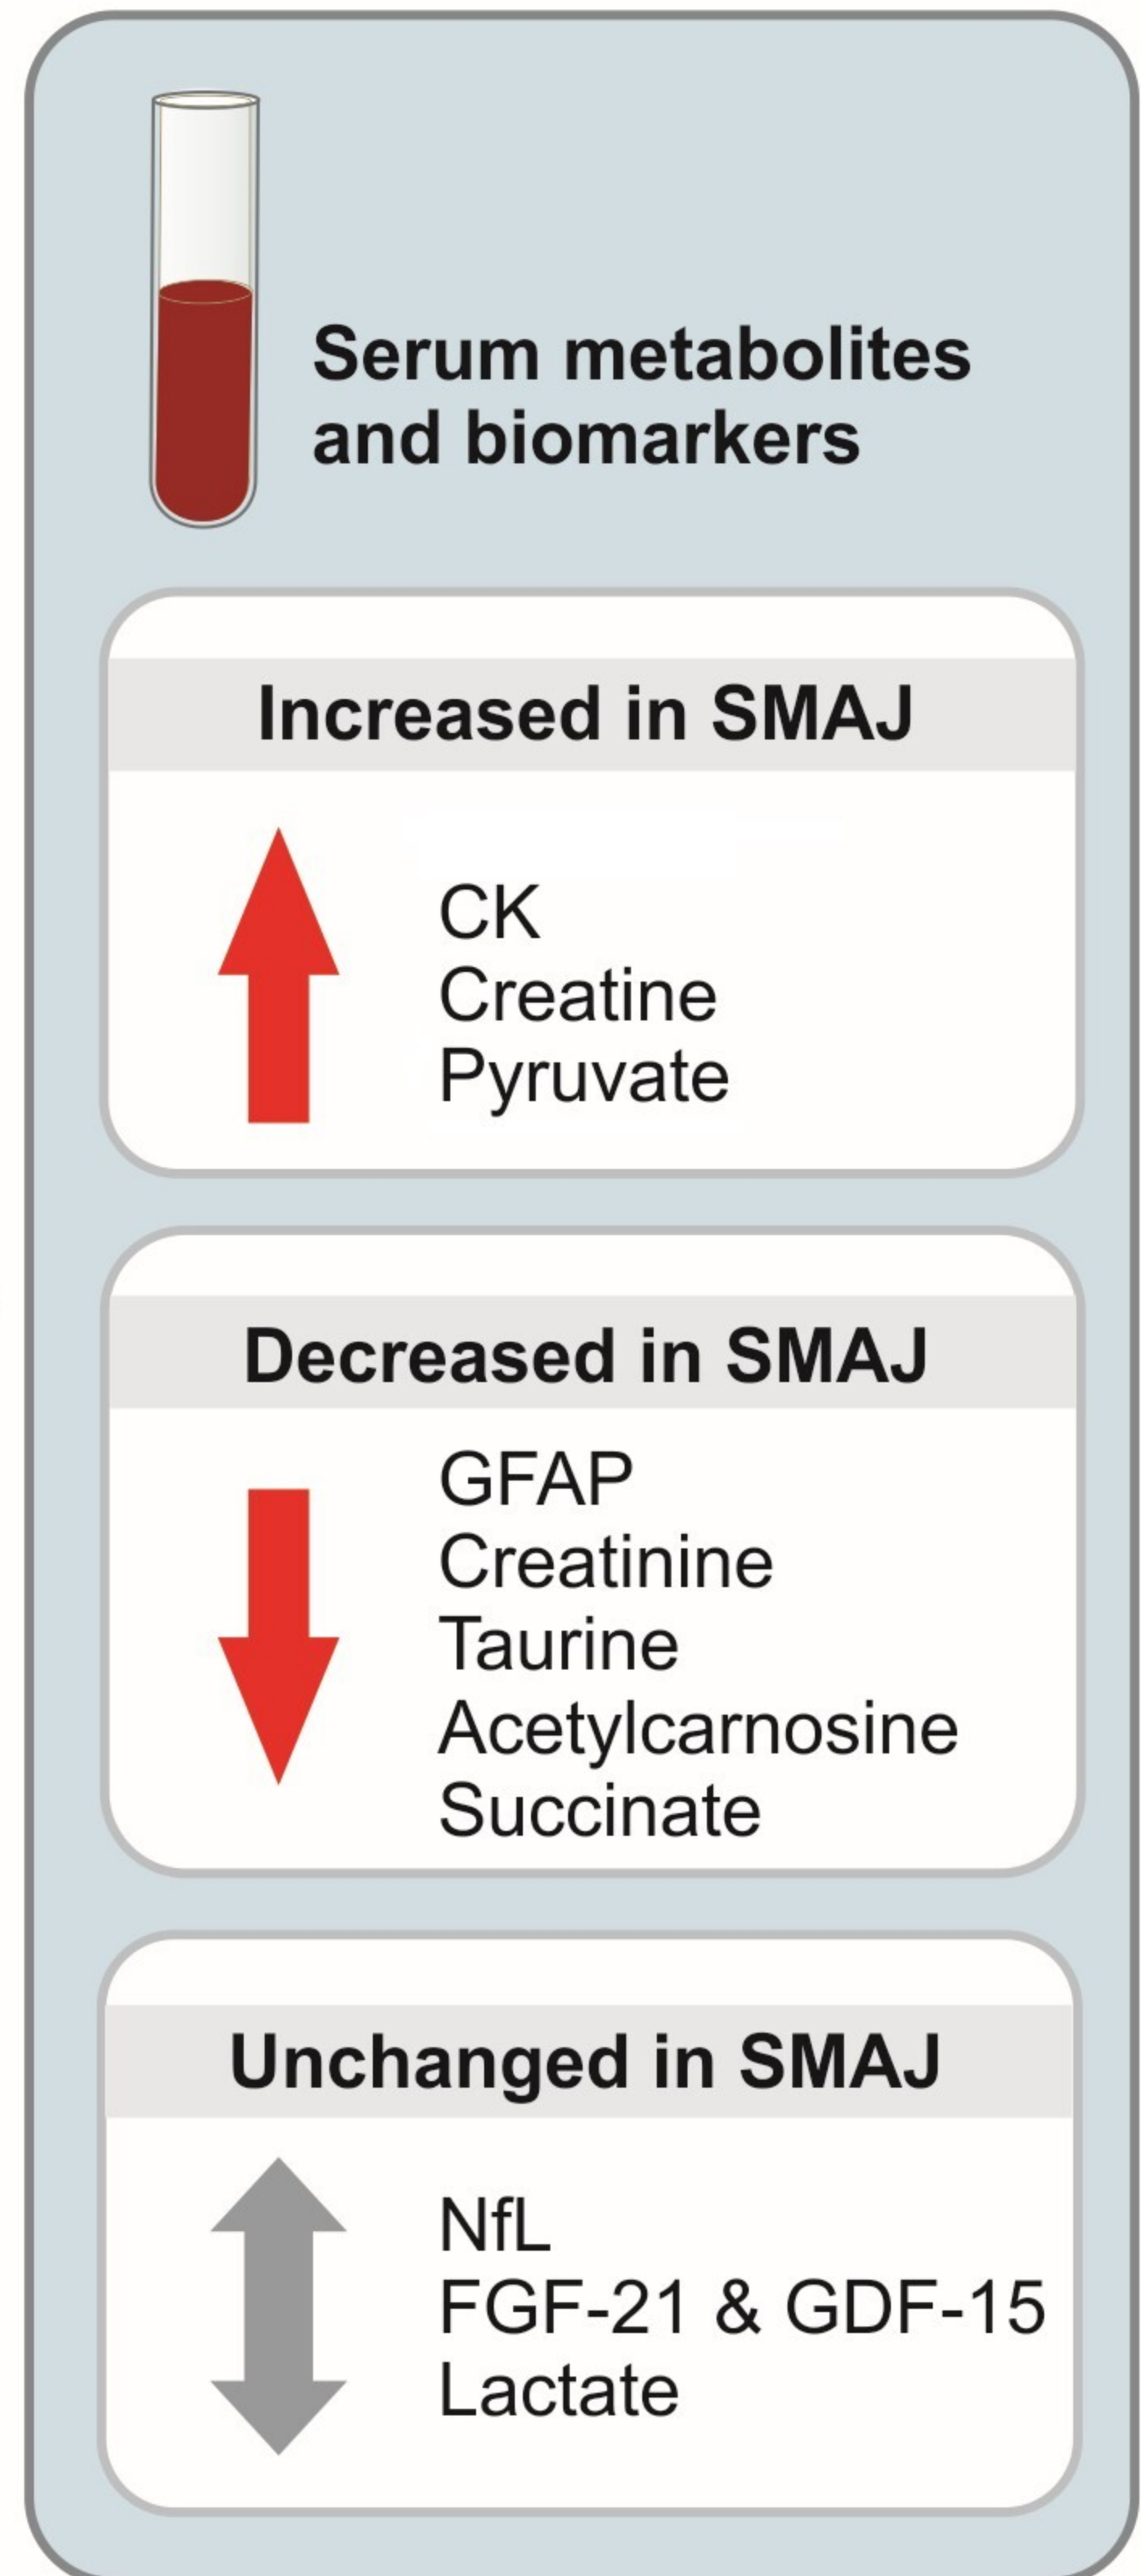 Serum metabolites
and biomarkers
Increased in SMAJ
CK
Creatine
Pyruvate
Decreased in SMAJ
GFAP
Creatinine
Taurine
Acetylcarnosine
Succinate
Unchanged in SMAJ
NfL
FGF-21 & GDF-15
Lactate